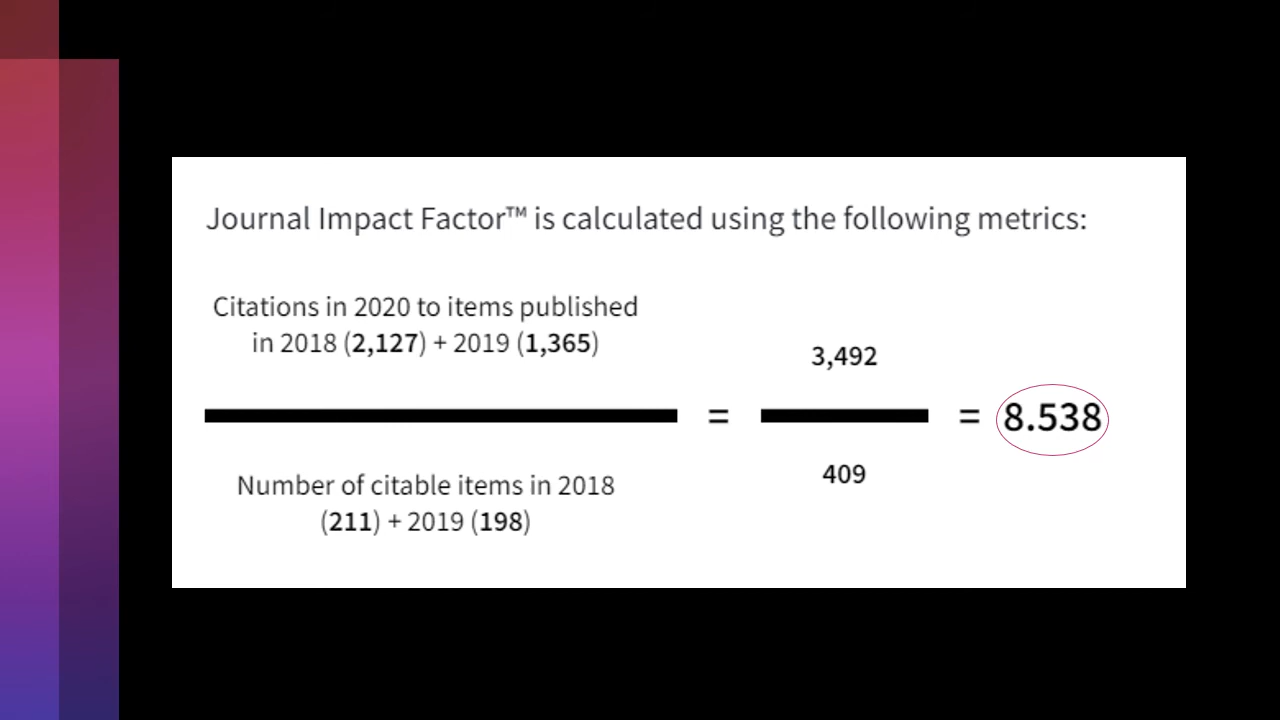 Journal Impact Factor™ is calculated using the following metrics:
Citations in 2020 to items published
in 2018 (2,127) + 2019 (1,365)
Number of citable items in 2018
(211) + 2019 (198)
=
3,492
409
=
8.538